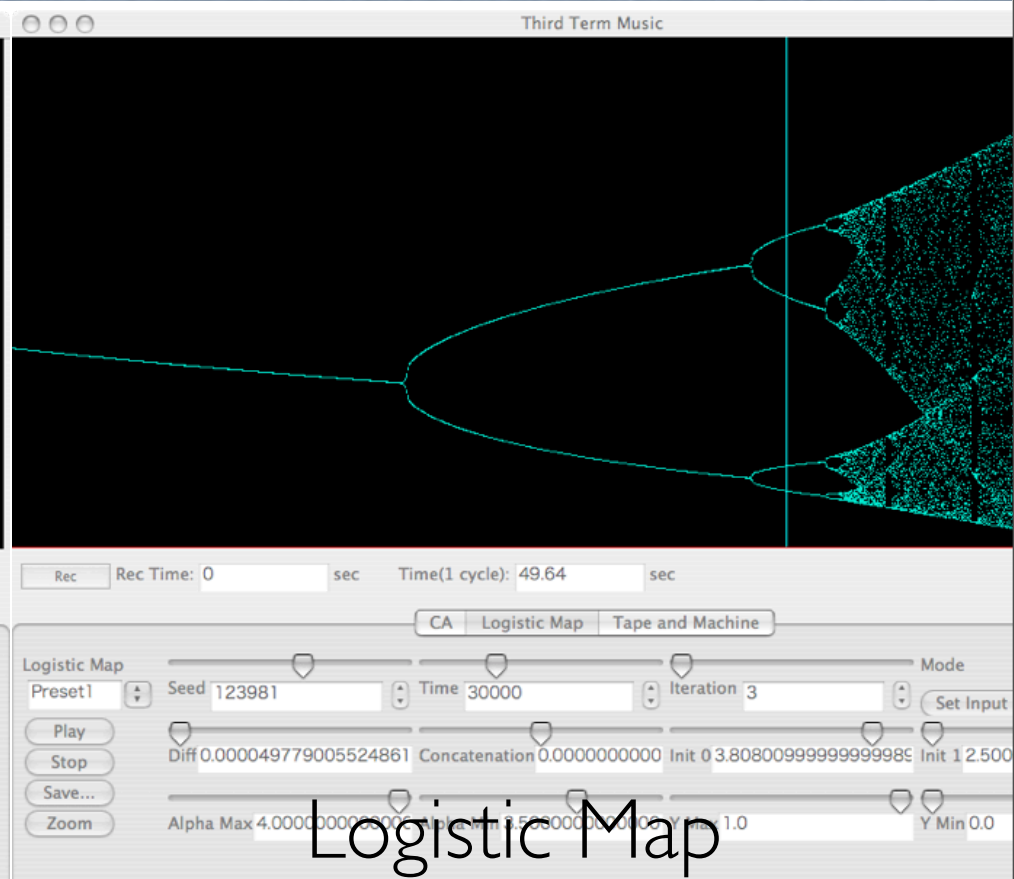 Third Term Music
Rec Rec Time: 0 sec Time(1 cycle): 49.64 sec
CA Logistic Map Tape and Machine
Logistic Map Mode
Preset1 Seed 123981 Time 30000 Iteration 3 Set Input
Play
Diff 0.000049779005524861 Concatenation 0.0000000000 Init 0 Init 1 2.500
Stop
Save...
Zoom Alpha Max Y Max 1.0 Y Min 0.0
Logistic Map